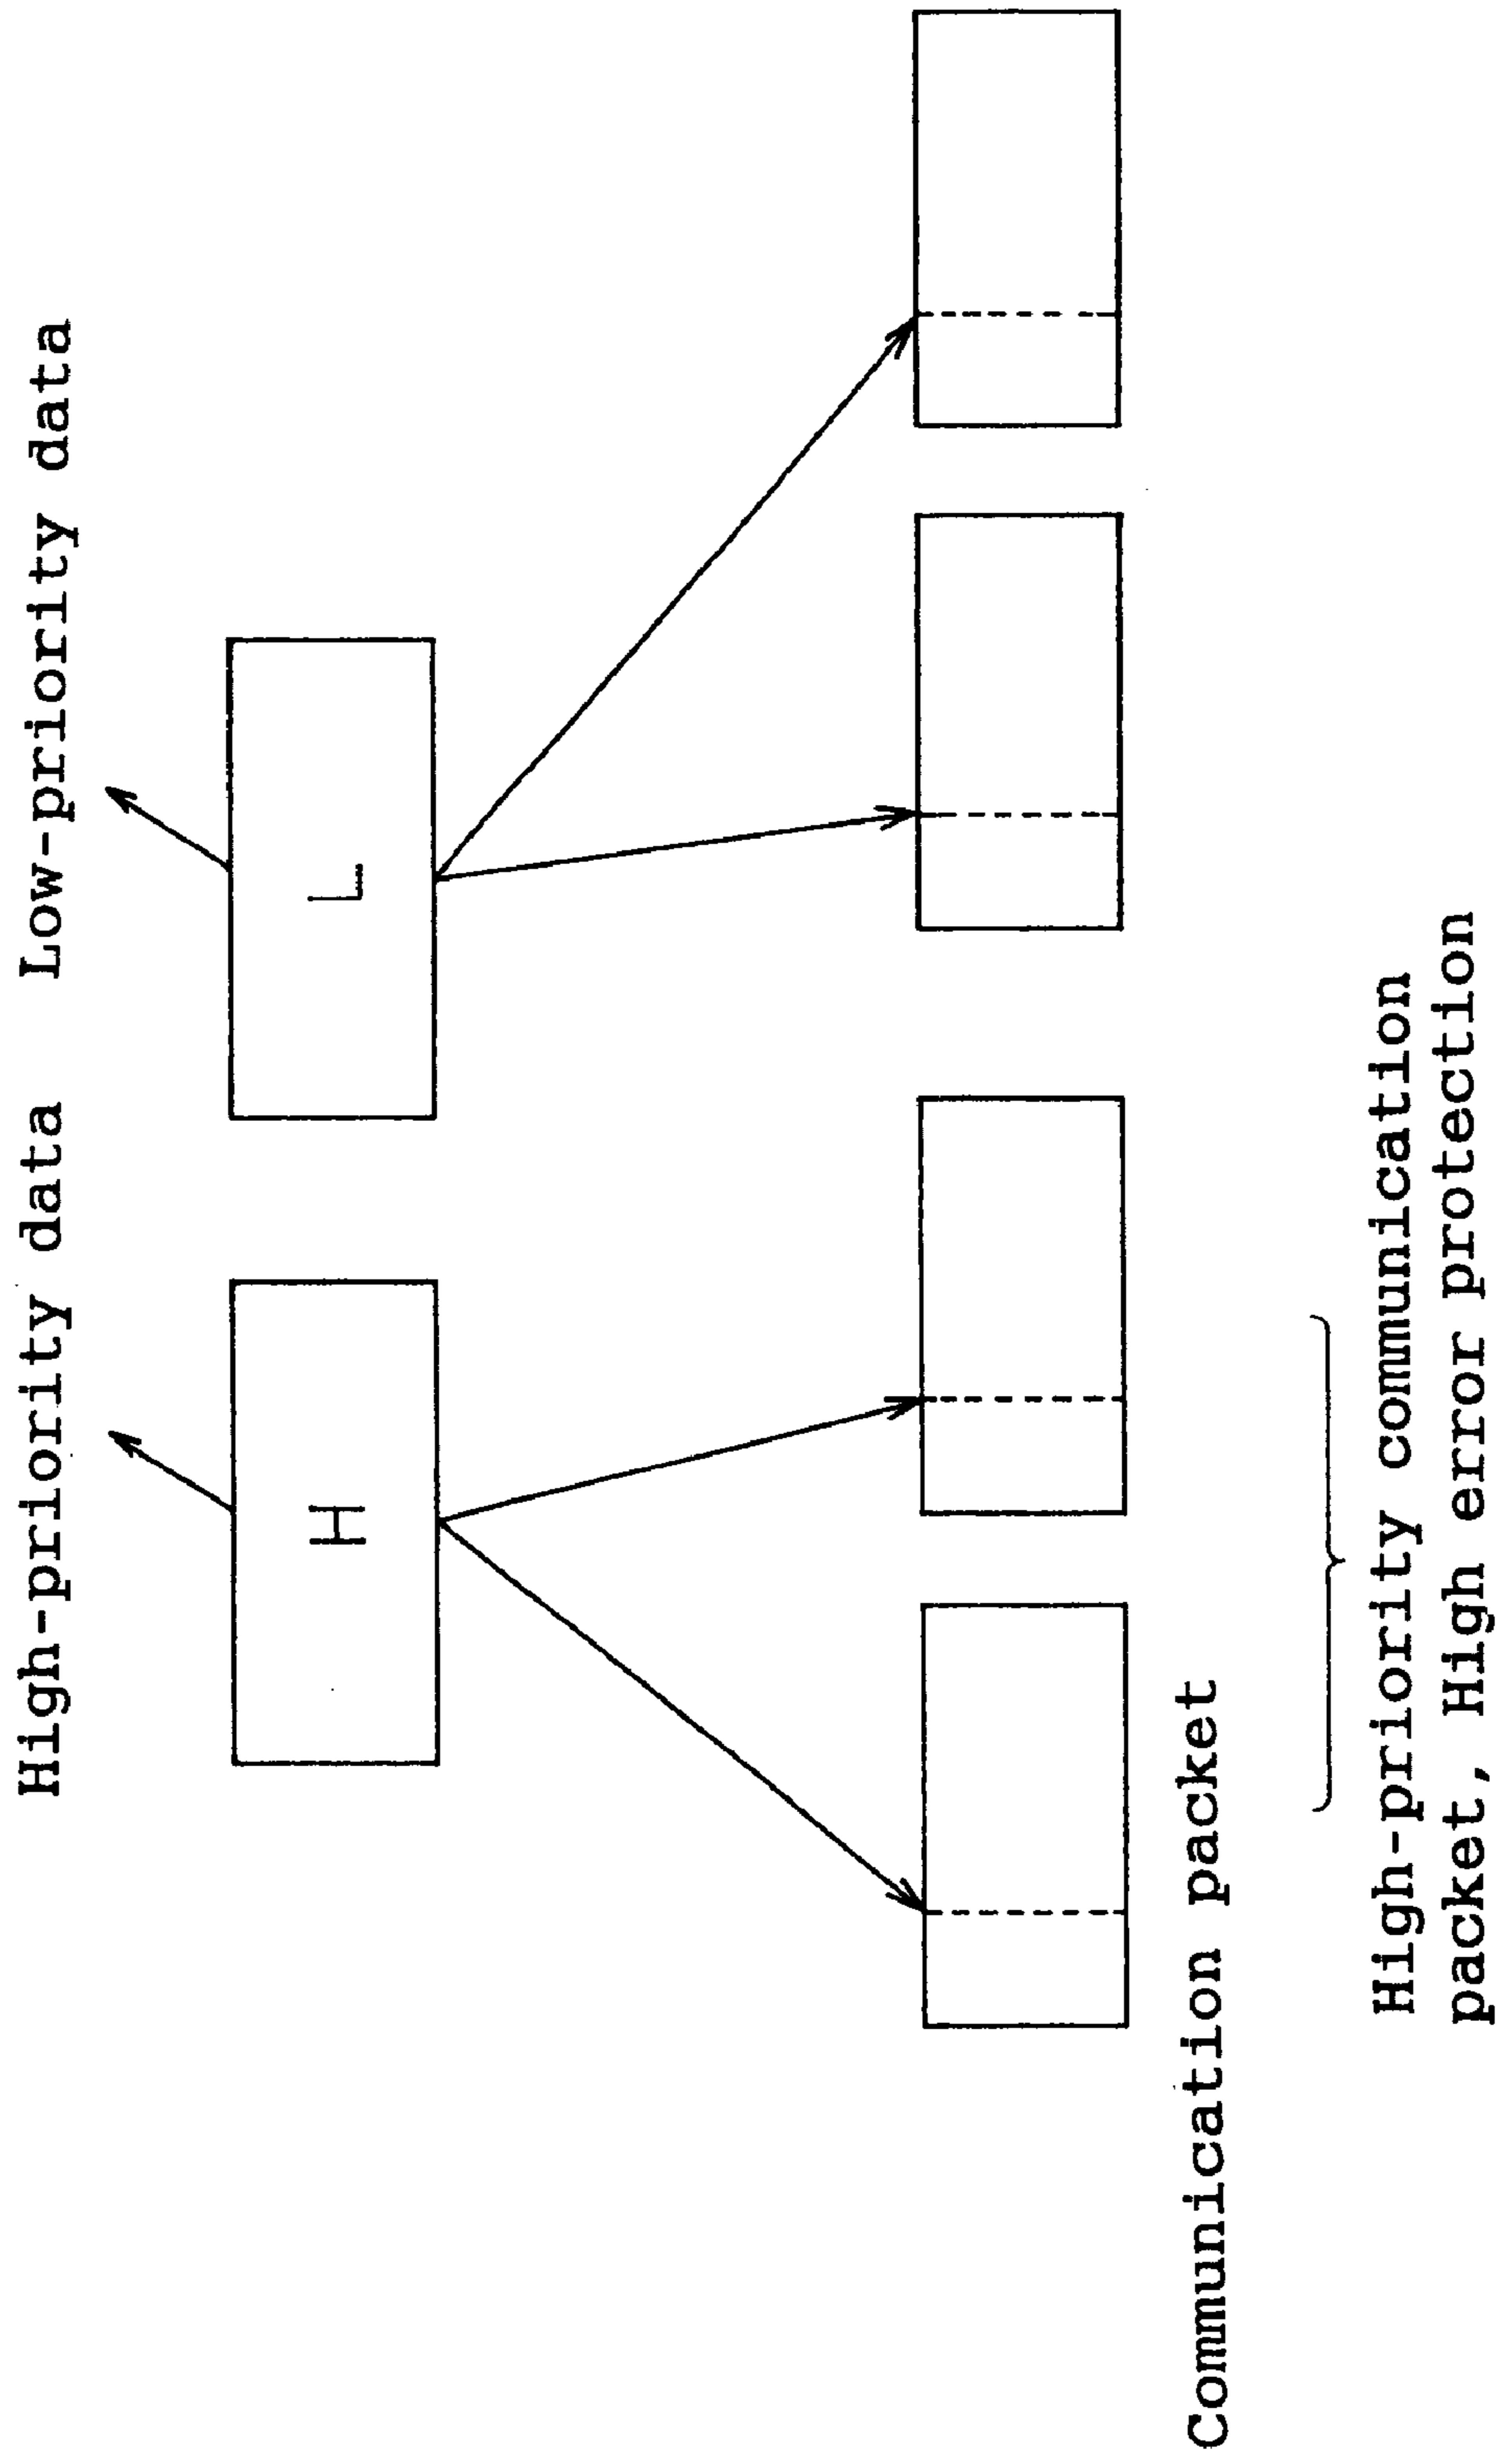 High-priority data
Low-priority data
H
L
Communication packet
High-priority communication
packet, High error protection